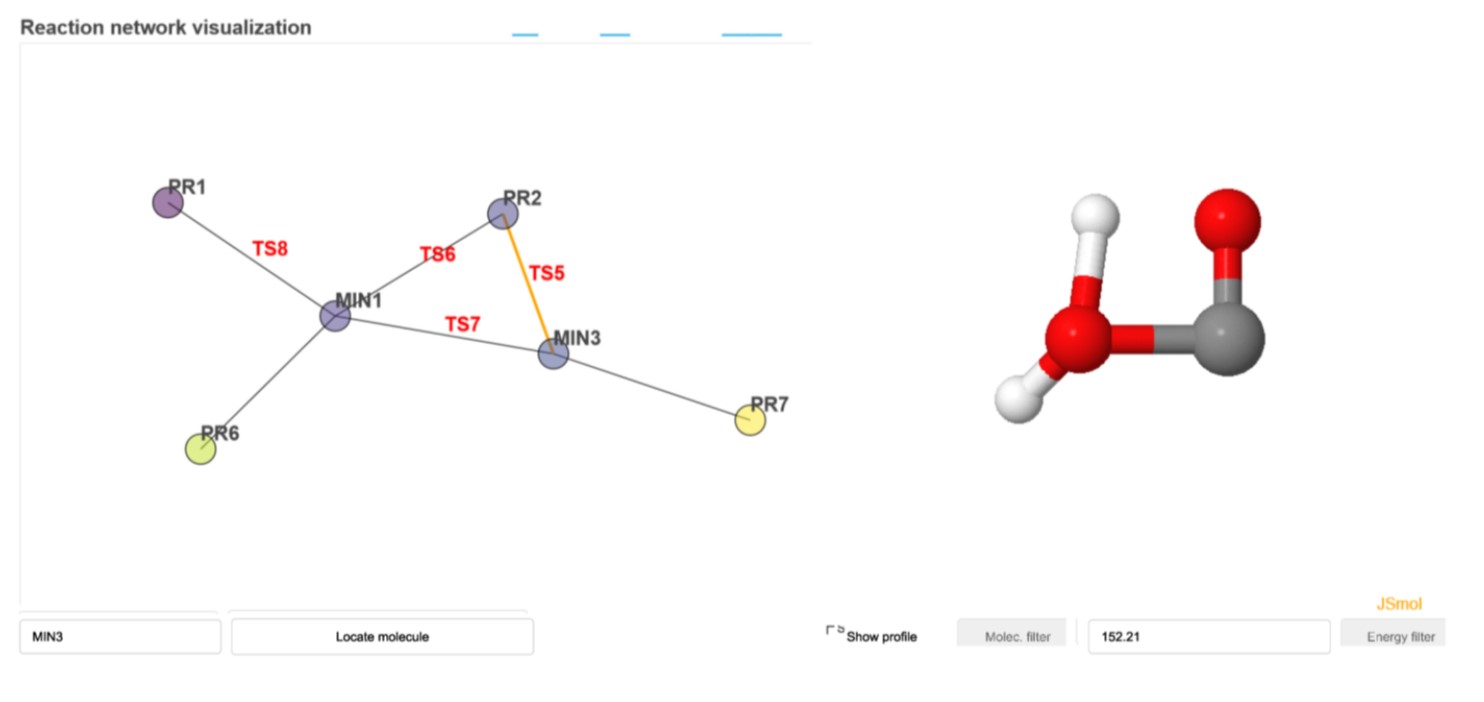 Reaction network visualization
PR1
PR2
TS8
TS6
TS5
MIN1
TS7
MIN3
PR7
PR6
JSmol
MIN3
Locate molecule
Show profile
Molec. filter
152.21
Energy filter